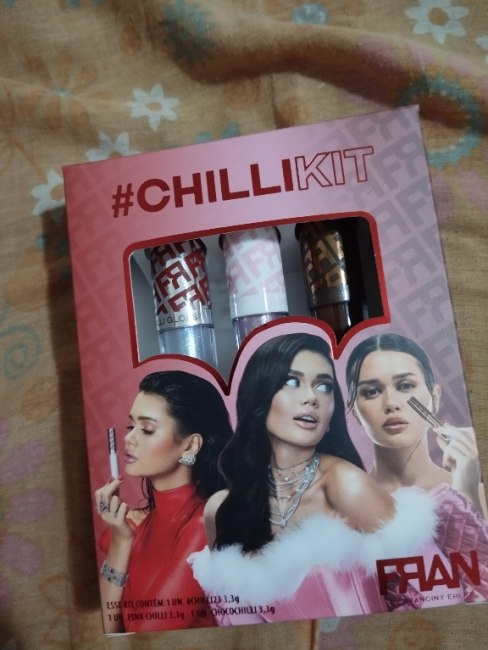 #CHILLIKIT
FRAN
ESSE KIT CONTÉM: 1 UN. #CHILLI23 3,3g
1 UN. PINK CHILLI 3,3g - 1 UN. CHOCOCHILLI 3,3g